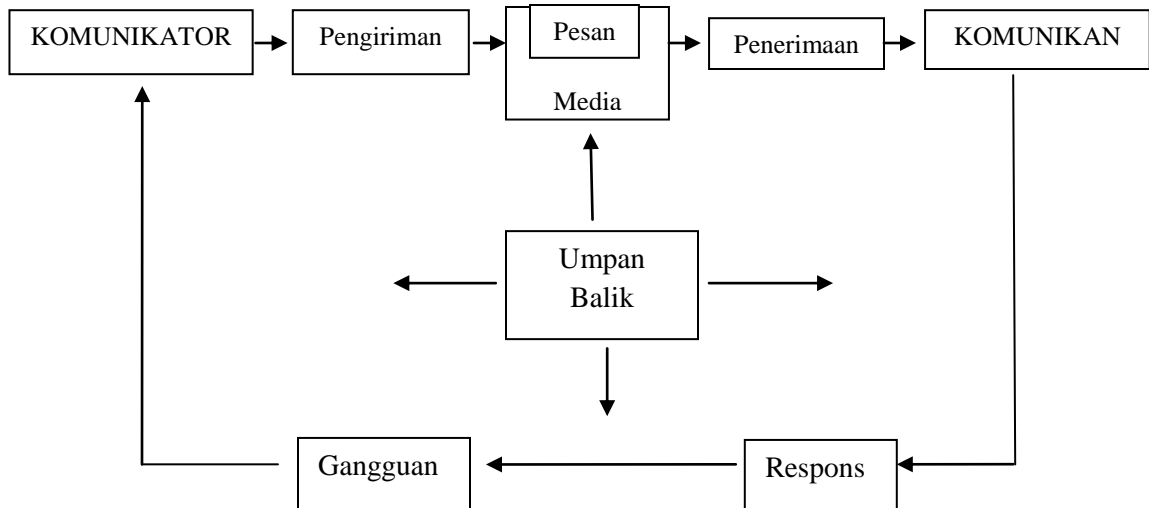 KOMUNIKATOR
Pengiriman
Pesan
Media
Penerimaan
KOMUNIKAN
Umpan
Balik
Gangguan
Respons